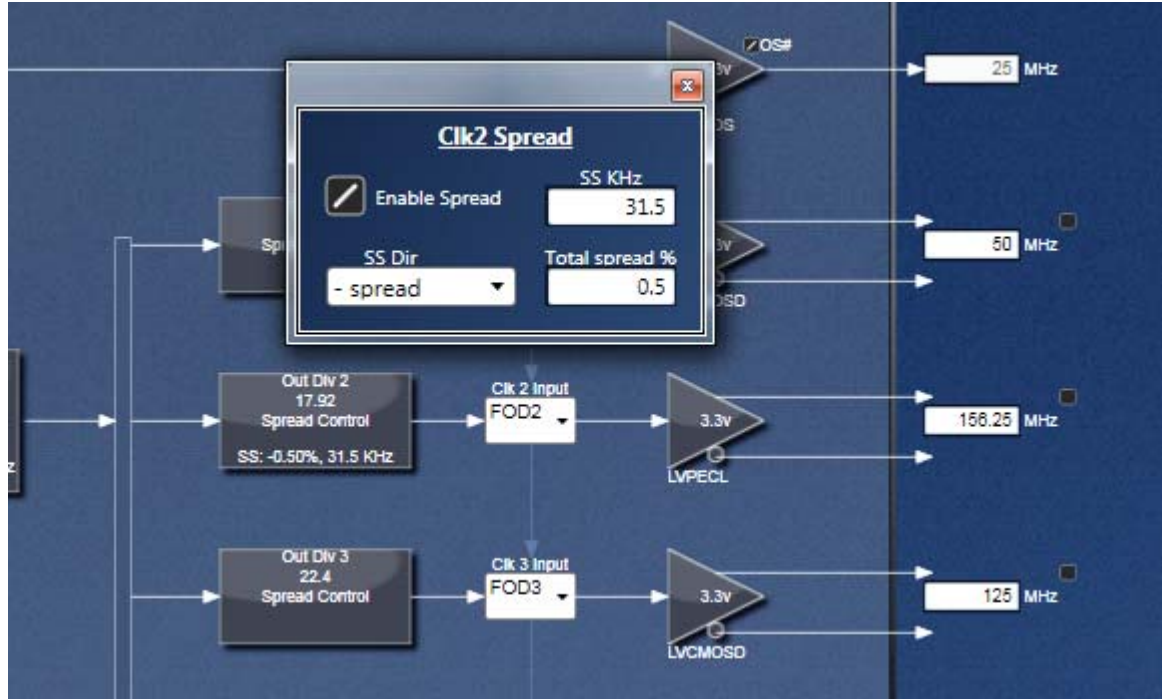 OS#
3v
25 MHz
OS
Clk2 Spread
Enable Spread
SS KHz
31.5
SS Dir
- spread
Total spread %
0.5
Sp
3v
50 MHz
OSD
Out Div 2
17.92
Spread Control
SS: -0.50%, 31.5 KHz
Clk 2 Input
FOD2
3.3v
LVPECL
156.25 MHz
z
Out Div 3
22.4
Spread Control
Clk 3 Input
FOD3
3.3v
LVCMOSD
125 MHz